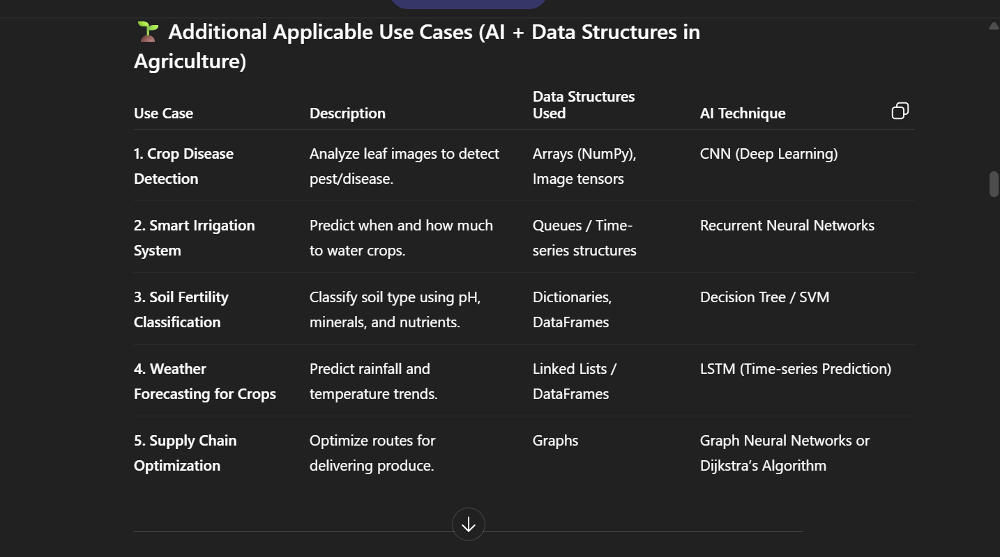 🌱 Additional Applicable Use Cases (AI + Data Structures in
Agriculture)
Use Case
Description
Data Structures
Used
AI Technique
1. Crop Disease
Detection
Analyze leaf images to detect
pest/disease.
Arrays (NumPy),
Image tensors
CNN (Deep Learning)
2. Smart Irrigation
System
Predict when and how much
to water crops.
Queues / Time-
series structures
Recurrent Neural Networks
3. Soil Fertility
Classification
Classify soil type using pH,
minerals, and nutrients.
Dictionaries,
DataFrames
Decision Tree / SVM
4. Weather
Forecasting for Crops
Predict rainfall and
temperature trends.
Linked Lists /
DataFrames
LSTM (Time-series Prediction)
5. Supply Chain
Optimization
Optimize routes for
delivering produce.
Graphs
Graph Neural Networks or
Dijkstra’s Algorithm